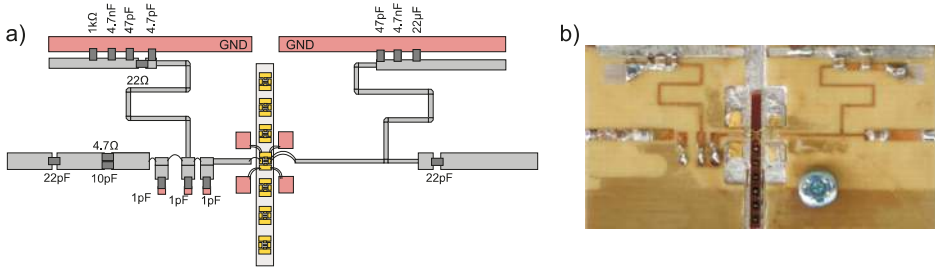 a)
1kΩ
4.7nF
47pF
4.7pF
GND
22Ω
4.7Ω
22pF
10pF
1pF
1pF
1pF
GND
47pF
4.7nF
22µF
22pF
b)